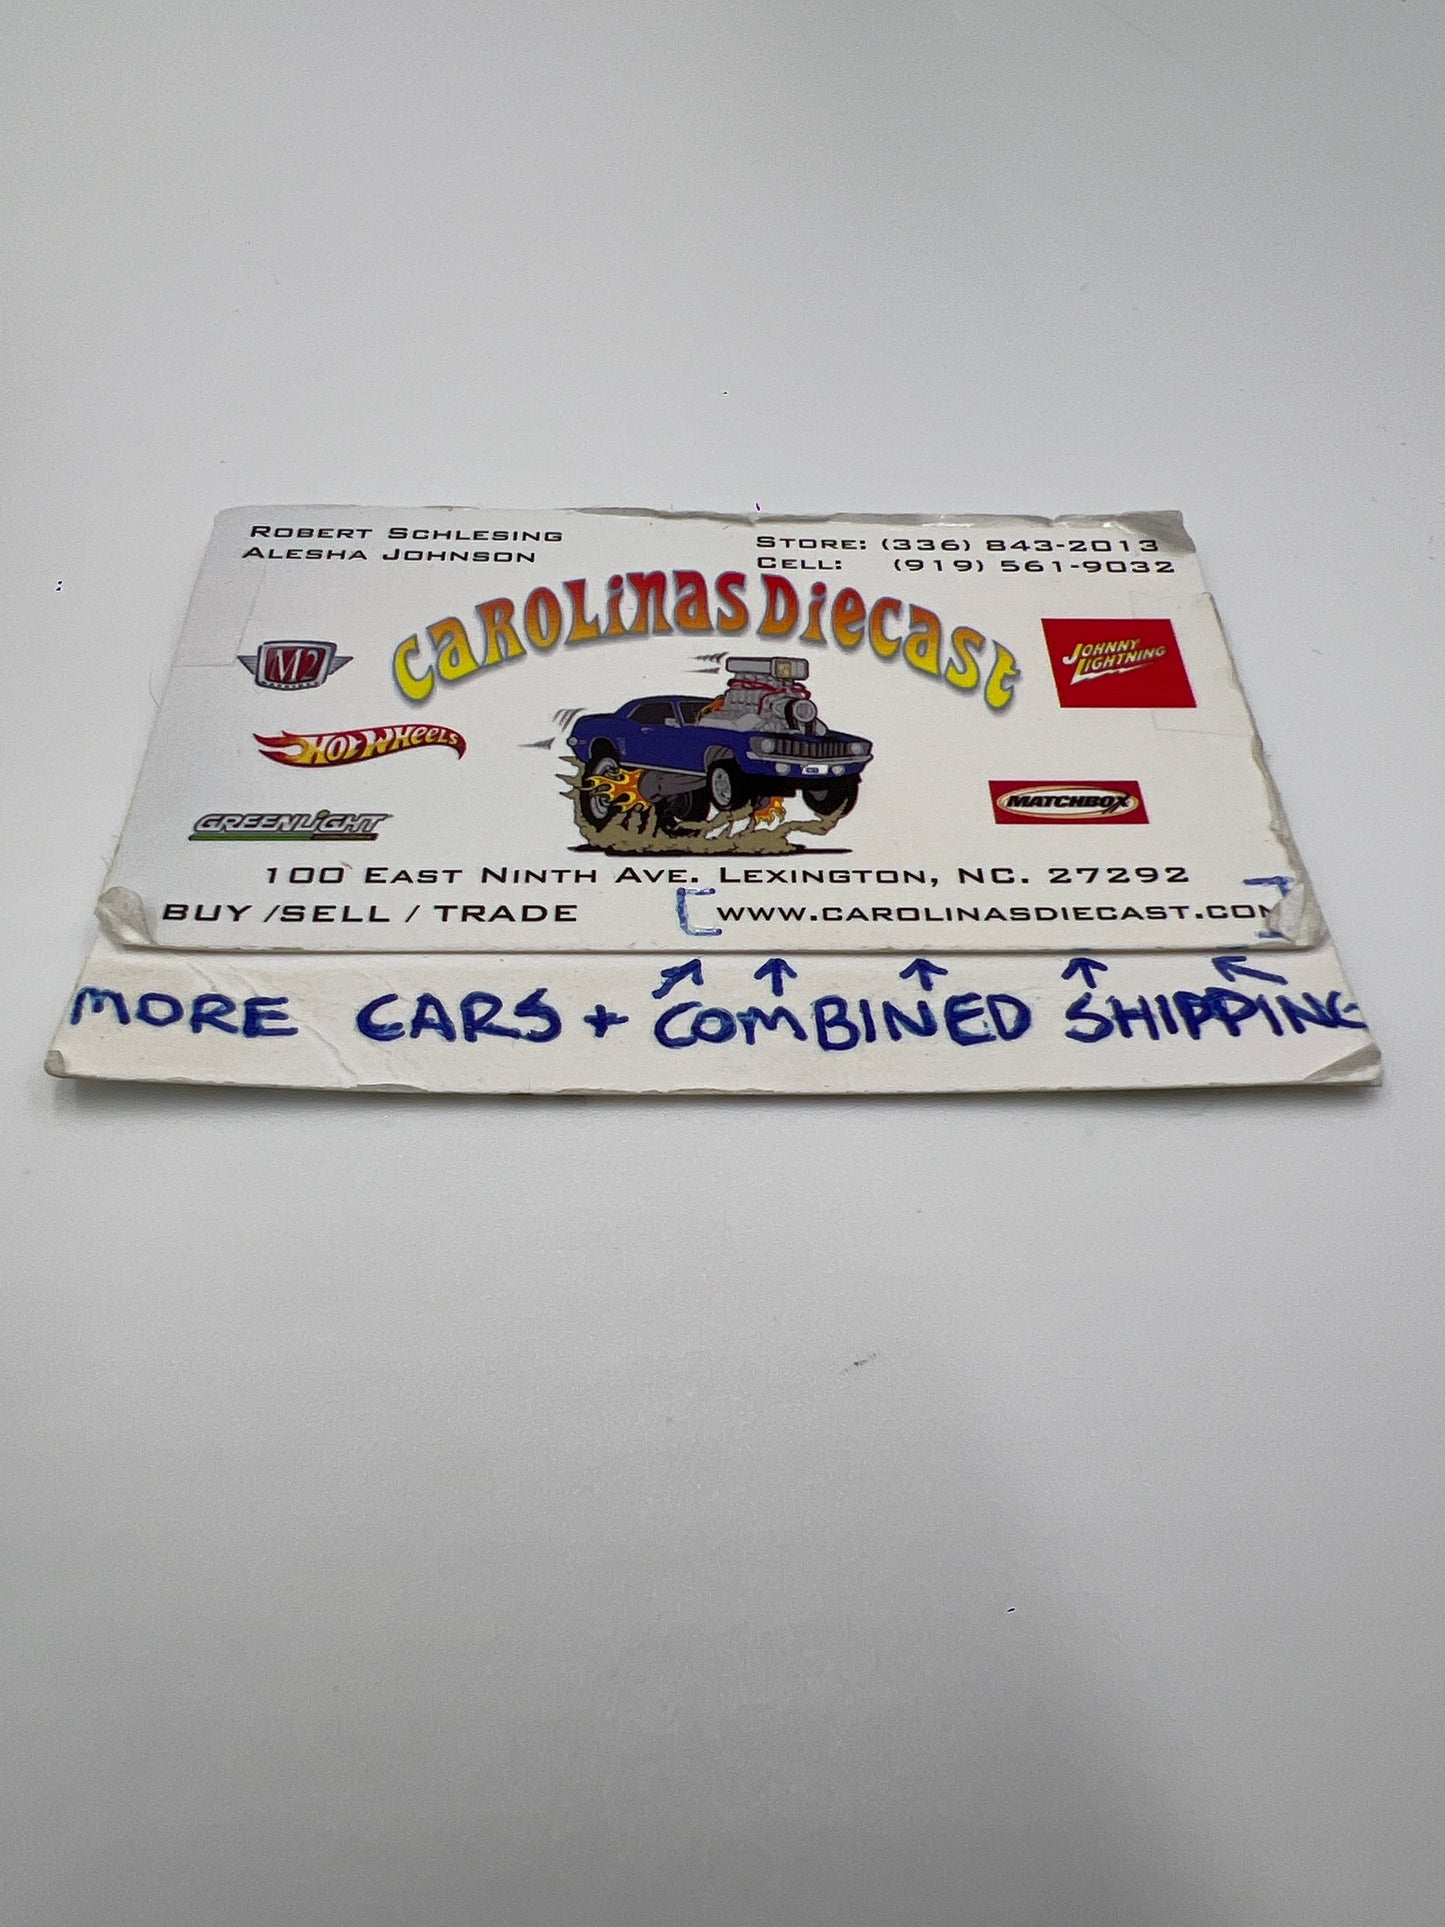 ROBERT SCHLESING
ALESHA JOHNSON
STORE: (336) 843-2013
CELL: (919) 561-9032
CAROLINAS DIECAST
M2
JOHNNY LIGHTNING
HOT WHEELS
MATCHBOX
GREENLIGHT
100 EAST NINTH AVE. LEXINGTON, NC. 27292
BUY /SELL / TRADE
WWW.CAROLINASDIECAST.COM
MORE CARS + COMBINED SHIPPING